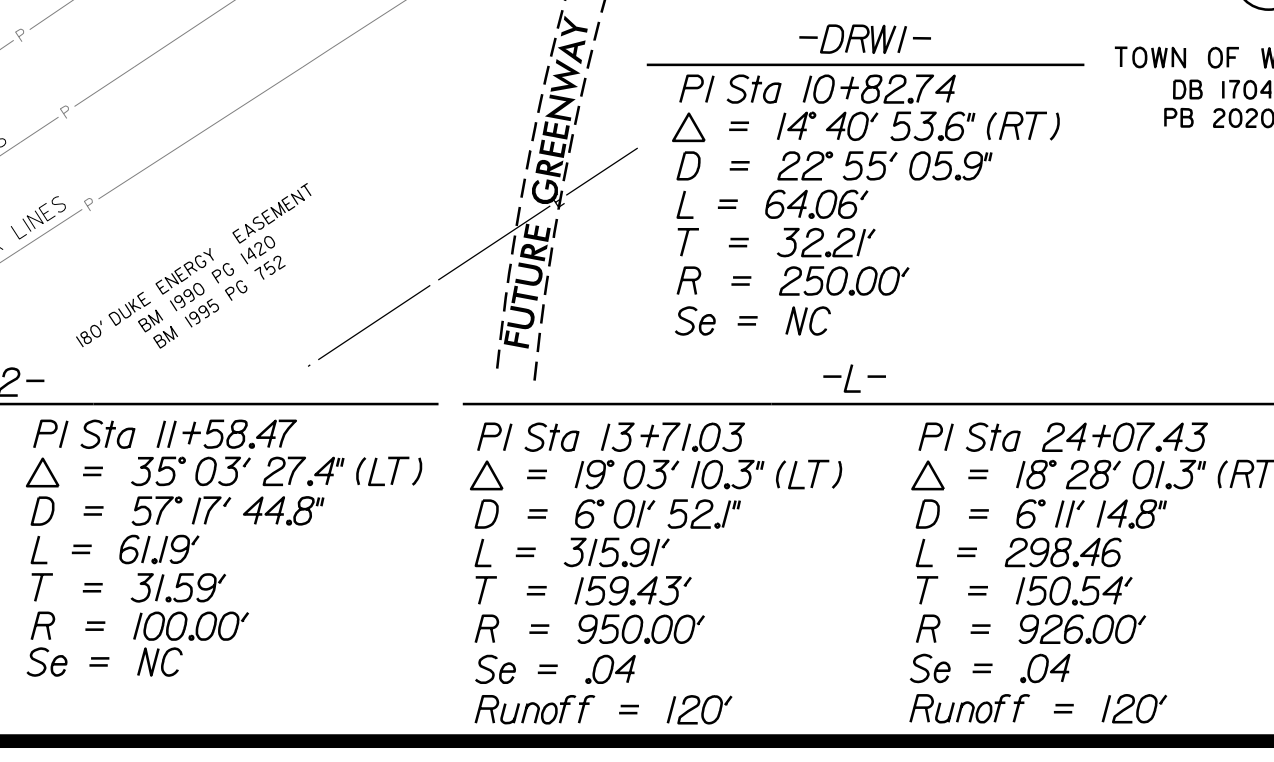 -DRW1-
PI Sta 10+82.74
△ = 14° 40' 53.6" (RT)
D = 22° 55' 05.9"
L = 64.06'
T = 32.21'
R = 250.00'
Se = NC
TOWN OF W
DB 1704
PB 2020
P
P
P
LINES
180' DUKE ENERGY EASEMENT
BM 1990 PG 1420
BM 1995 PG 752
FUTURE GREENWAY
2-
PI Sta 11+58.47
△ = 35° 03' 27.4" (LT)
D = 57° 17' 44.8"
L = 61.19'
T = 31.59'
R = 100.00'
Se = NC
-L-
PI Sta 13+71.03
△ = 19° 03' 10.3" (LT)
D = 6° 01' 52.1"
L = 315.91'
T = 159.43'
R = 950.00'
Se = .04
Runoff = 120'
PI Sta 24+07.43
△ = 18° 28' 01.3" (RT
D = 6° 11' 14.8"
L = 298.46
T = 150.54'
R = 926.00'
Se = .04
Runoff = 120'